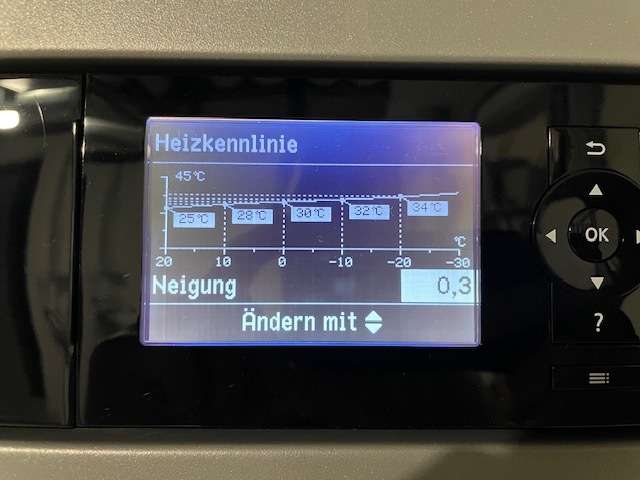 Heizkennlinie
45°C
25°C 28°C 30°C 32°C 34°C
°C
20 10 0 -10 -20 -30
Neigung 0,3
Ändern mit
OK
?